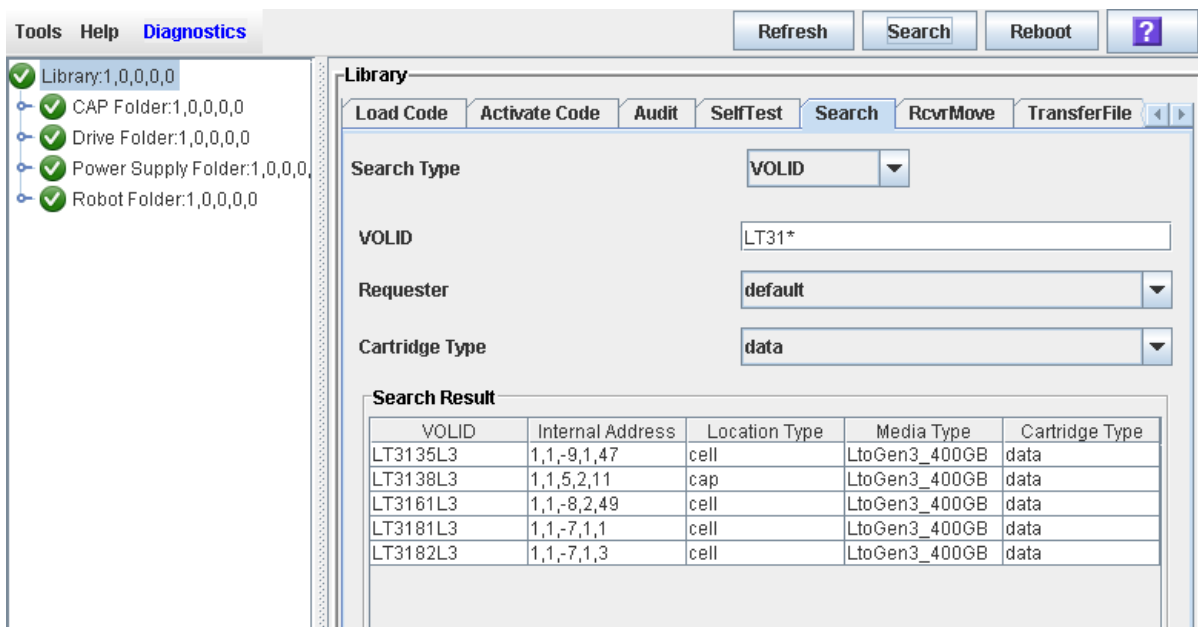 Tools Help Diagnostics Refresh Search Reboot ?
Library:1,0,0,0,0
CAP Folder:1,0,0,0,0
Drive Folder:1,0,0,0,0
Power Supply Folder:1,0,0,0,
Robot Folder:1,0,0,0,0
Library
Load Code Activate Code Audit SelfTest Search RcvrMove TransferFile
Search Type VOLID
VOLID LT31*
Requester default
Cartridge Type data
Search Result
VOLID Internal Address Location Type Media Type Cartridge Type
LT3135L3 1,1,-9,1,47 cell LtoGen3_400GB data
LT3138L3 1,1,5,2,11 cap LtoGen3_400GB data
LT3161L3 1,1,-8,2,49 cell LtoGen3_400GB data
LT3181L3 1,1,-7,1,1 cell LtoGen3_400GB data
LT3182L3 1,1,-7,1,3 cell LtoGen3_400GB data